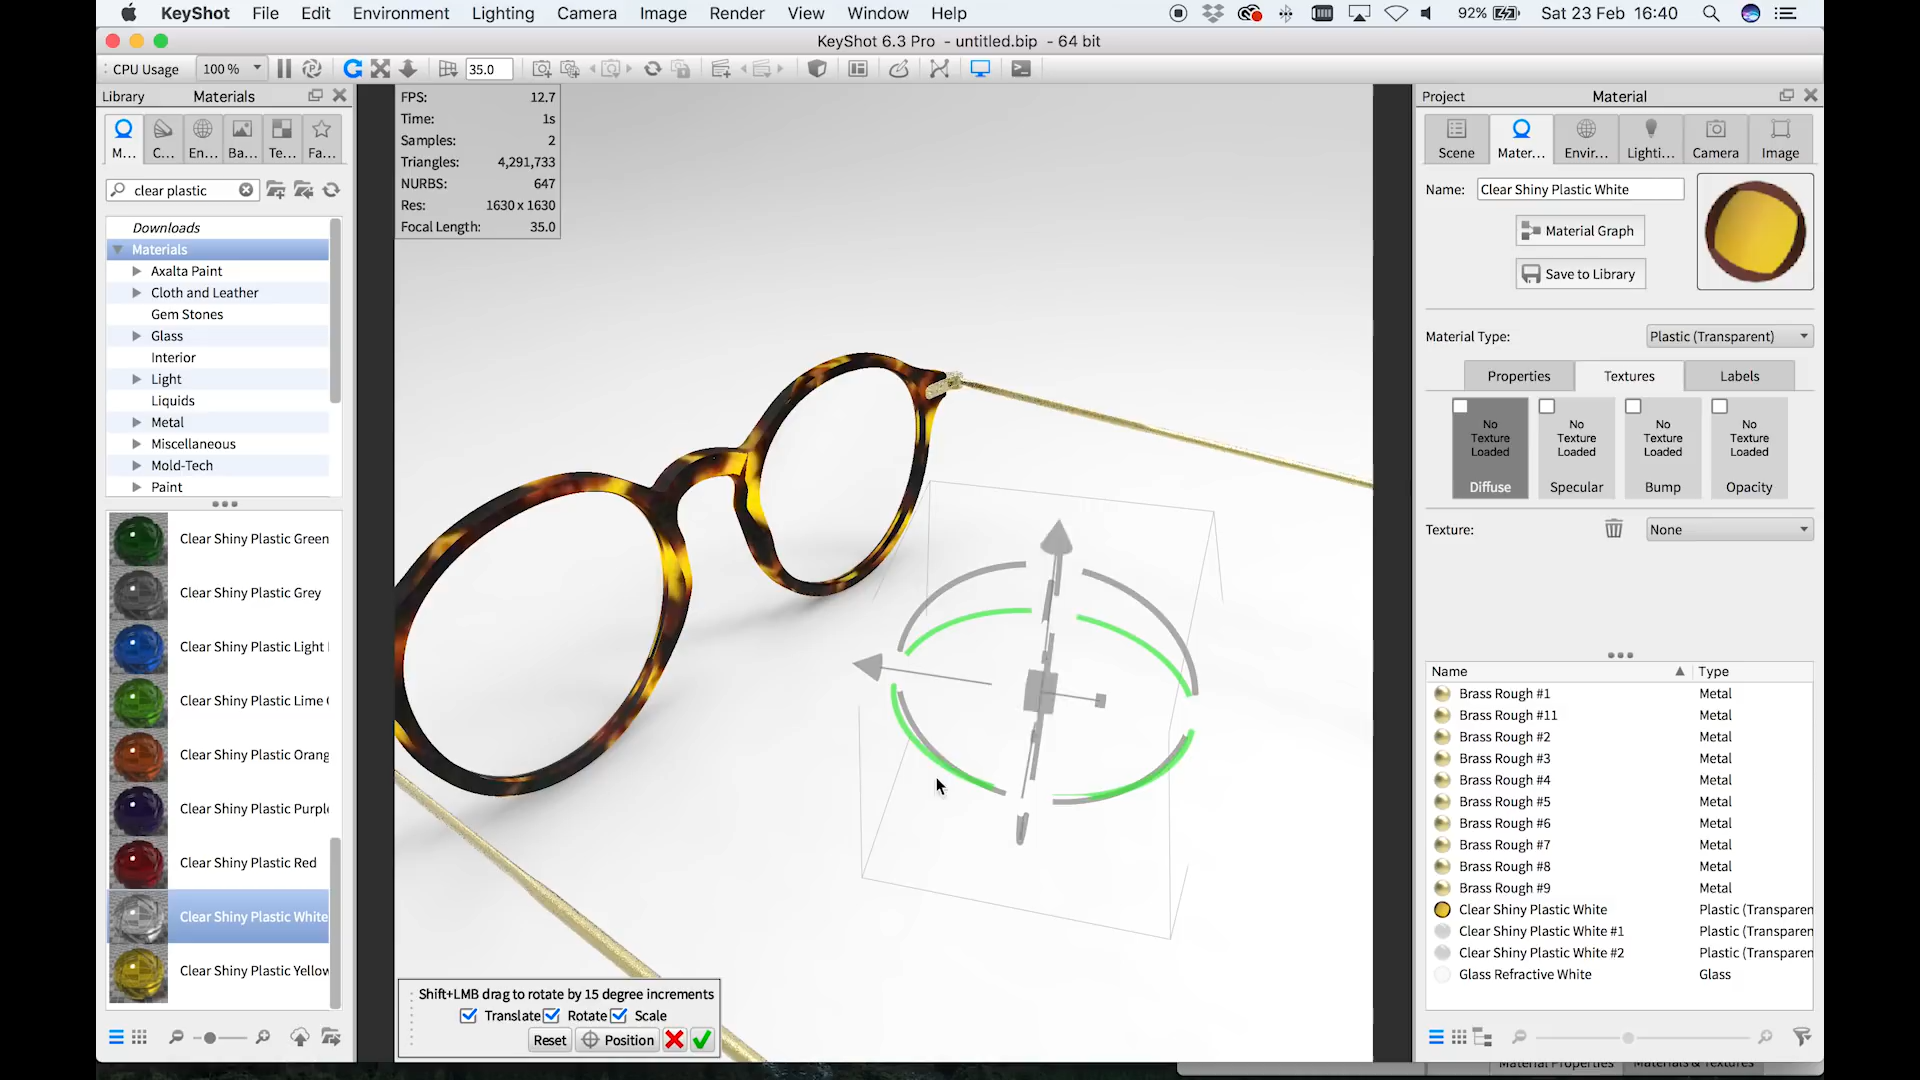 KeyShot File Edit Environment Lighting Camera Image Render View Window Help 92% Sat 23 Feb 16:40
KeyShot 6.3 Pro - untitled.bip - 64 bit
CPU Usage 100 % 35.0
Library Materials
M... C... En... Ba... Te... Fa...
clear plastic
Downloads
Materials
Axalta Paint
Cloth and Leather
Gem Stones
Glass
Interior
Light
Liquids
Metal
Miscellaneous
Mold-Tech
Paint
Clear Shiny Plastic Green
Clear Shiny Plastic Grey
Clear Shiny Plastic Light
Clear Shiny Plastic Lime
Clear Shiny Plastic Orang
Clear Shiny Plastic Purple
Clear Shiny Plastic Red
Clear Shiny Plastic White
Clear Shiny Plastic Yellow
FPS: 12.7
Time: 1s
Samples: 2
Triangles: 4,291,733
NURBS: 647
Res: 1630 x 1630
Focal Length: 35.0
Shift+LMB drag to rotate by 15 degree increments
Translate Rotate Scale
Reset Position
Project Material
Scene Mater... Envir... Lighti... Camera Image
Name: Clear Shiny Plastic White
Material Graph
Save to Library
Material Type: Plastic (Transparent)
Properties Textures Labels
No Texture Loaded No Texture Loaded No Texture Loaded No Texture Loaded
Diffuse Specular Bump Opacity
Texture: None
Name Type
Brass Rough #1 Metal
Brass Rough #11 Metal
Brass Rough #2 Metal
Brass Rough #3 Metal
Brass Rough #4 Metal
Brass Rough #5 Metal
Brass Rough #6 Metal
Brass Rough #7 Metal
Brass Rough #8 Metal
Brass Rough #9 Metal
Clear Shiny Plastic White Plastic (Transparen
Clear Shiny Plastic White #1 Plastic (Transparen
Clear Shiny Plastic White #2 Plastic (Transparen
Glass Refractive White Glass
Material Properties Materials & Textures